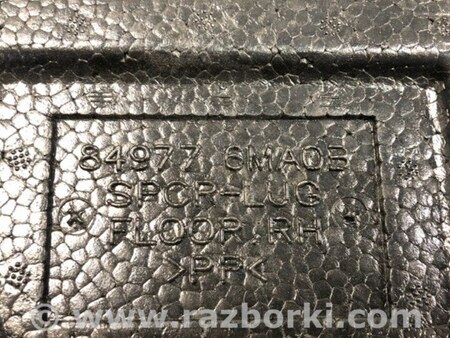 84977 6MA0B
SPCR-LUG
FLOOR RH
>PP<
© www.razborki.com